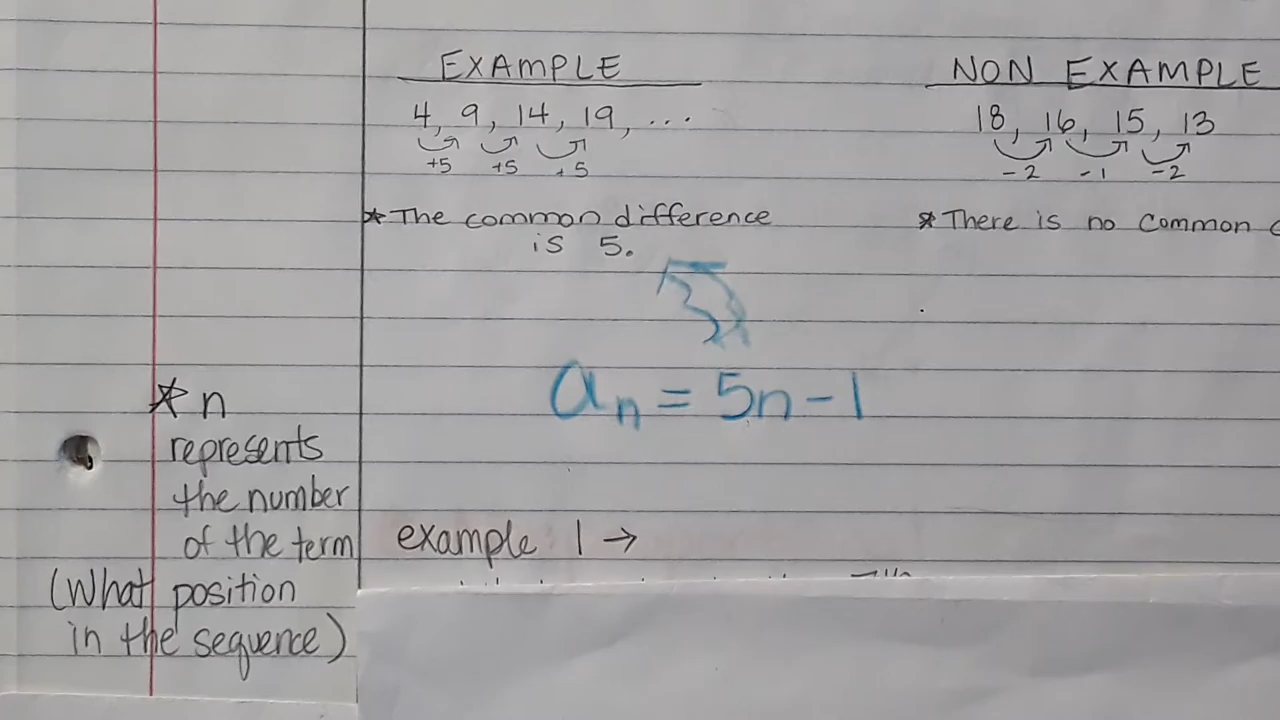 EXAMPLE
4, 9, 14, 19, ...
+5 +5 +5
* The common difference
is 5.
NON EXAMPLE
18, 16, 15, 13
-2 -1 -2
* There is no common
aₙ = 5n - 1
* n
represents
the number
of the term
(What position
in the sequence)
example 1 →